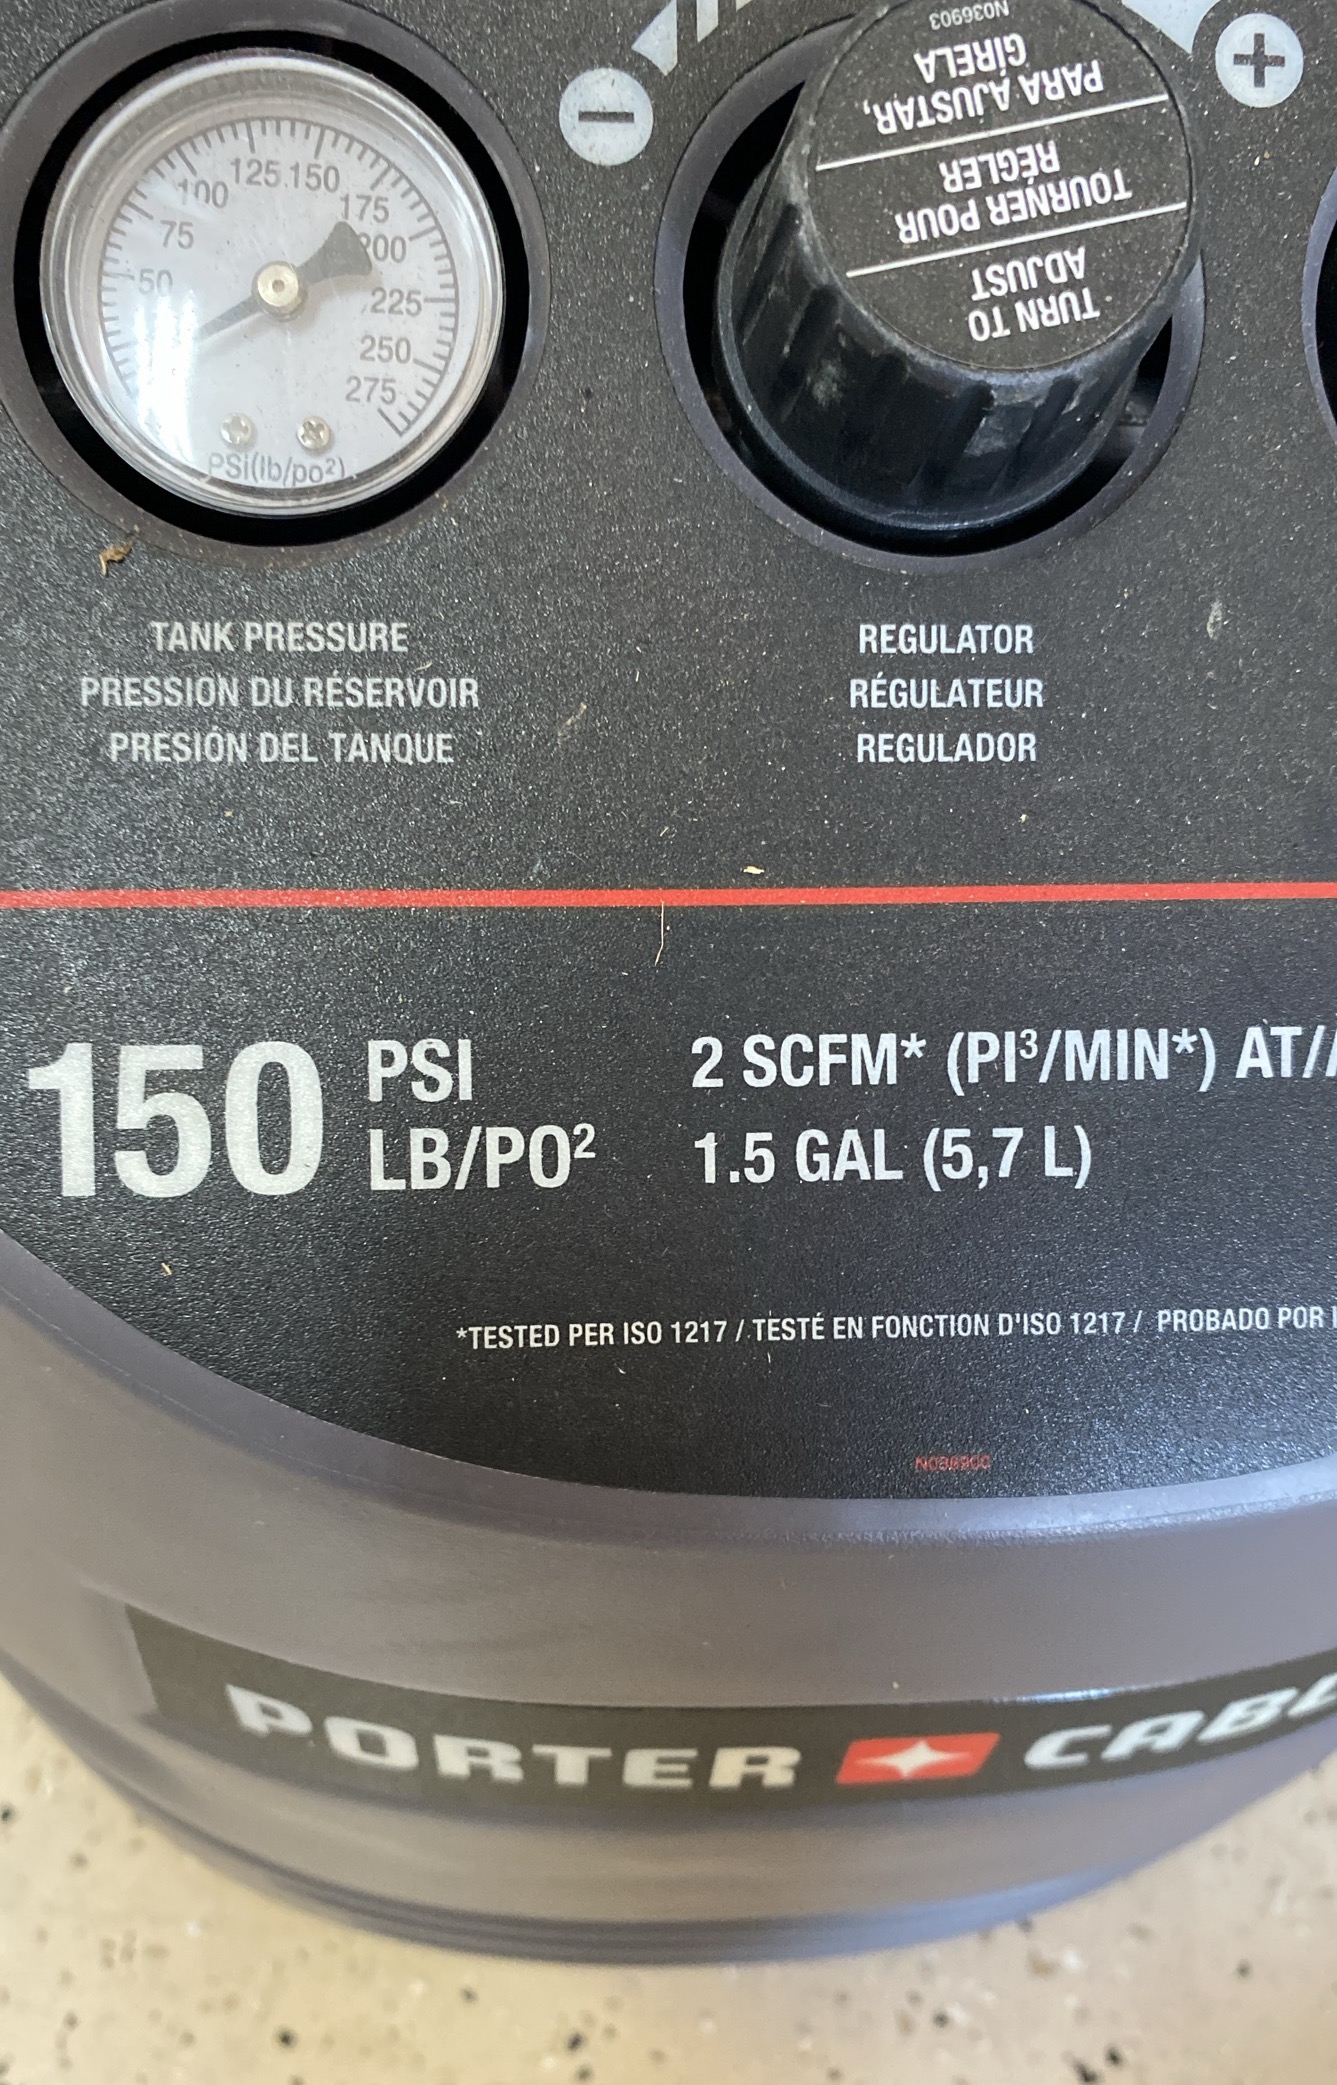 50
75
100
125
150
175
200
225
250
275
PSi(lb/po²)
N036903
TURN TO
ADJUST
TOURNER POUR
RÉGLER
PARA AJUSTAR,
GÍRELA
TANK PRESSURE
PRESSION DU RÉSERVOIR
PRESIÓN DEL TANQUE
REGULATOR
RÉGULATEUR
REGULADOR
150 PSI
LB/PO²
2 SCFM* (PI³/MIN*) AT/
1.5 GAL (5,7 L)
*TESTED PER ISO 1217 / TESTÉ EN FONCTION D'ISO 1217 / PROBADO POR
PORTER CABL